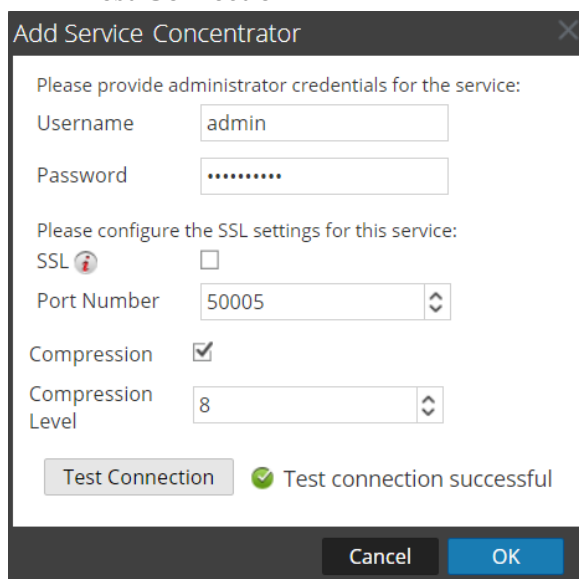 Add Service Concentrator
Please provide administrator credentials for the service:
Username admin
Password ••••••••••
Please configure the SSL settings for this service:
SSL i
Port Number 50005
Compression
Compression
Level
8
Test Connection Test connection successful
Cancel OK